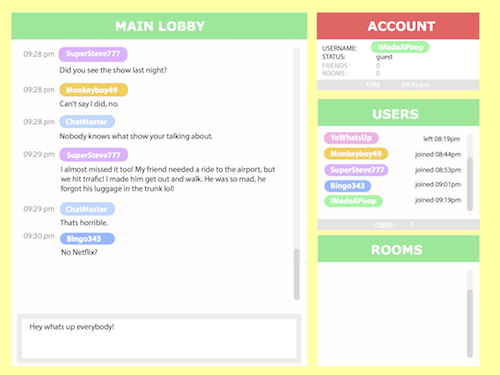 MAIN LOBBY
09:28 pm SuperSteve777
Did you see the show last night?
09:28 pm Monkeyboy49
Can't say I did, no.
09:28 pm ChatMaster
Nobody knows what show your talking about.
09:29 pm SuperSteve777
I almost missed it too! My friend needed a ride to the airport, but
we hit trafic! I made him get out and walk. He was so mad, he
forgot his luggage in the trunk lol!
09:29 pm ChatMaster
Thats horrible.
09:30 pm Bingo343
No Netflix?
Hey whats up everybody!
ACCOUNT
USERNAME: iMadeAPoop
STATUS: guest
FRIENDS : 0
ROOMS : 0
TIME 09:30 pm
USERS
YoWhatsUp left 08:19pm
Monkeyboy49 joined 08:44pm
SuperSteve777 joined 08:53pm
Bingo343 joined 09:01pm
iMadeAPoop joined 09:19pm
USERS: 7
ROOMS